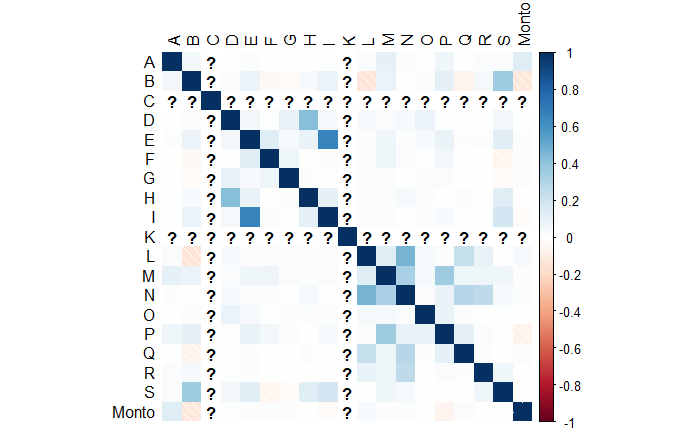 A B C D E F G H I K L M N O P Q R S Monto
A ? ?
B ? ?
C ? ? ? ? ? ? ? ? ? ? ? ? ? ? ? ? ? ?
D ? ?
E ? ?
F ? ?
G ? ?
H ? ?
I ? ?
K ? ? ? ? ? ? ? ? ? ? ? ? ? ? ? ? ? ?
L ? ?
M ? ?
N ? ?
O ? ?
P ? ?
Q ? ?
R ? ?
S ? ?
Monto ? ?
1
0.8
0.6
0.4
0.2
0
-0.2
-0.4
-0.6
-0.8
-1